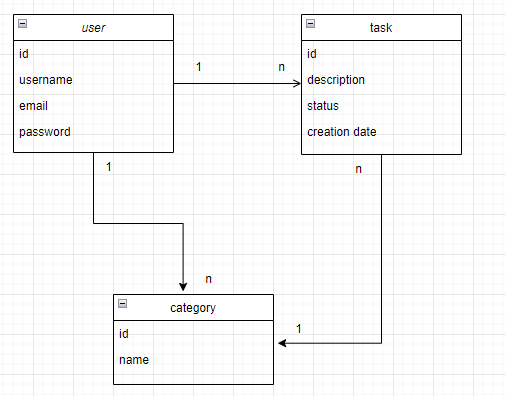 user
id
username
email
password
1
n
task
id
description
status
creation date
1
n
n
1
category
id
name